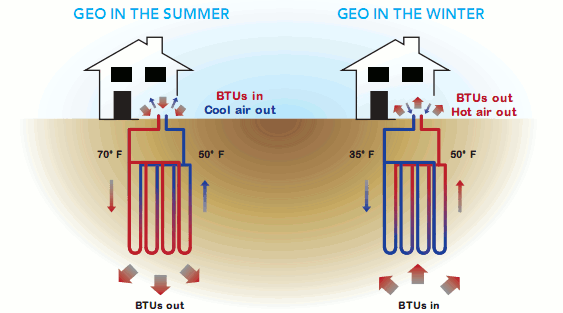 GEO IN THE SUMMER
GEO IN THE WINTER
BTUs in
Cool air out
BTUs out
Hot air out
70° F
50° F
35° F
50° F
BTUs out
BTUs in